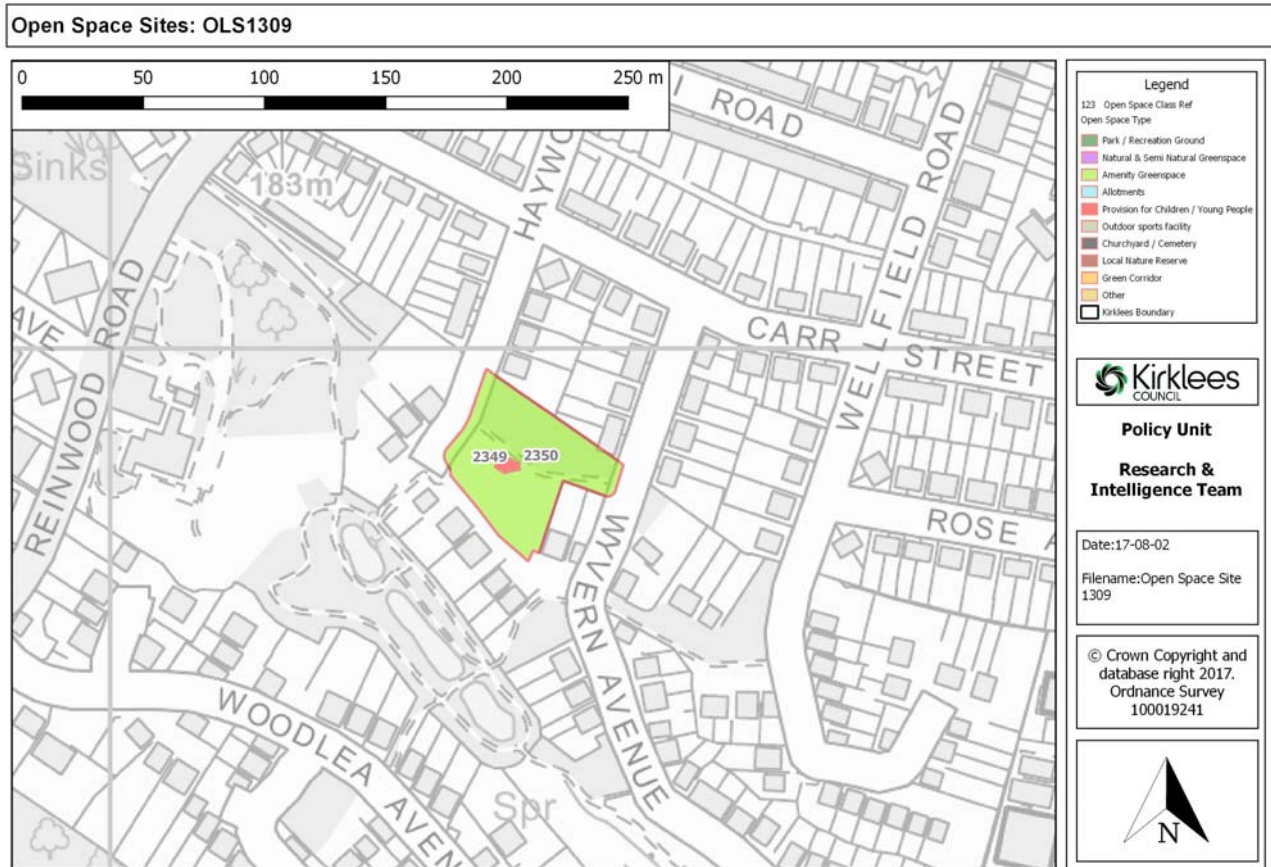 Open Space Sites: OLS1309
0 50 100 150 200 250 m
Sinks
183m
REINWOOD ROAD
AVE
ROAD
WELLFIELD ROAD
CARR STREET
2349 2350
ROSE
WYVERN AVENUE
WOODLEA
Spr
Legend
123 Open Space Class Ref
Open Space Type
Park / Recreation Ground
Natural & Semi Natural Greenspace
Amenity Greenspace
Allotments
Provision for Children / Young People
Outdoor sports facility
Churchyard / Cemetery
Local Nature Reserve
Green Corridor
Other
Kirklees Boundary
Kirklees
COUNCIL
Policy Unit
Research &
Intelligence Team
Date:17-08-02
Filename:Open Space Site
1309
© Crown Copyright and
database right 2017.
Ordnance Survey
100019241
N